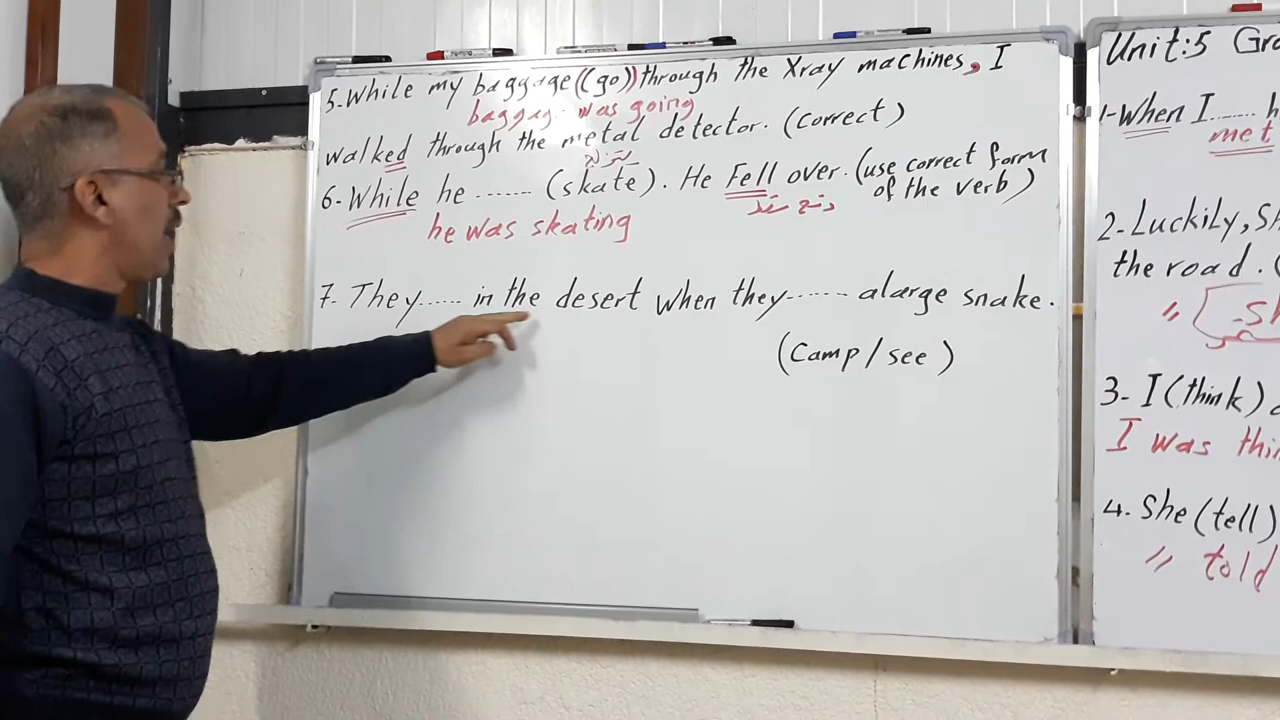 5-While my baggage((go))through the Xray machines, I
baggag- was going
walked through the metal detector. (correct)
يتزلج
6-While he ....... (skate). He Fell over. (use correct form
of the verb)
he was skating
7- They...... in the desert when they...... alarge snake.
(Camp/see)
Unit:5
1-When I........
met
2-Luckily,
the road.
"
3- I(think)
I was
4. she(tell)
" told